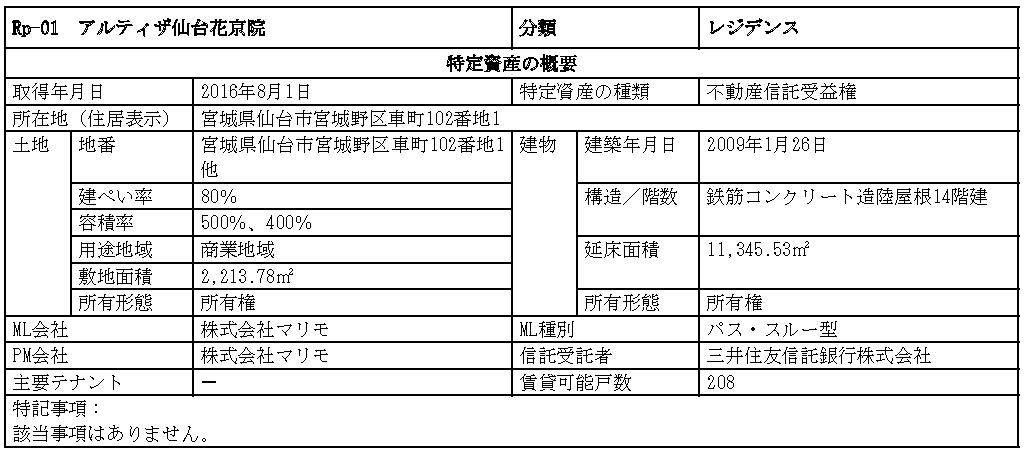 Rp-01 アルティザ仙台花京院 分類 レジデンス
特定資産の概要
取得年月日 2016年8月1日 特定資産の種類 不動産信託受益権
所在地（住居表示） 宮城県仙台市宮城野区車町102番地1
土地 地番 宮城県仙台市宮城野区車町102番地1 建物 建築年月日 2009年1月26日
他
建ぺい率 80% 構造／階数 鉄筋コンクリート造陸屋根14階建
容積率 500%、400%
用途地域 商業地域 延床面積 11,345.53㎡
敷地面積 2,213.78㎡
所有形態 所有権 所有形態 所有権
ML会社 株式会社マリモ ML種別 パス・スルー型
PM会社 株式会社マリモ 信託受託者 三井住友信託銀行株式会社
主要テナント － 賃貸可能戸数 208
特記事項：
該当事項はありません。